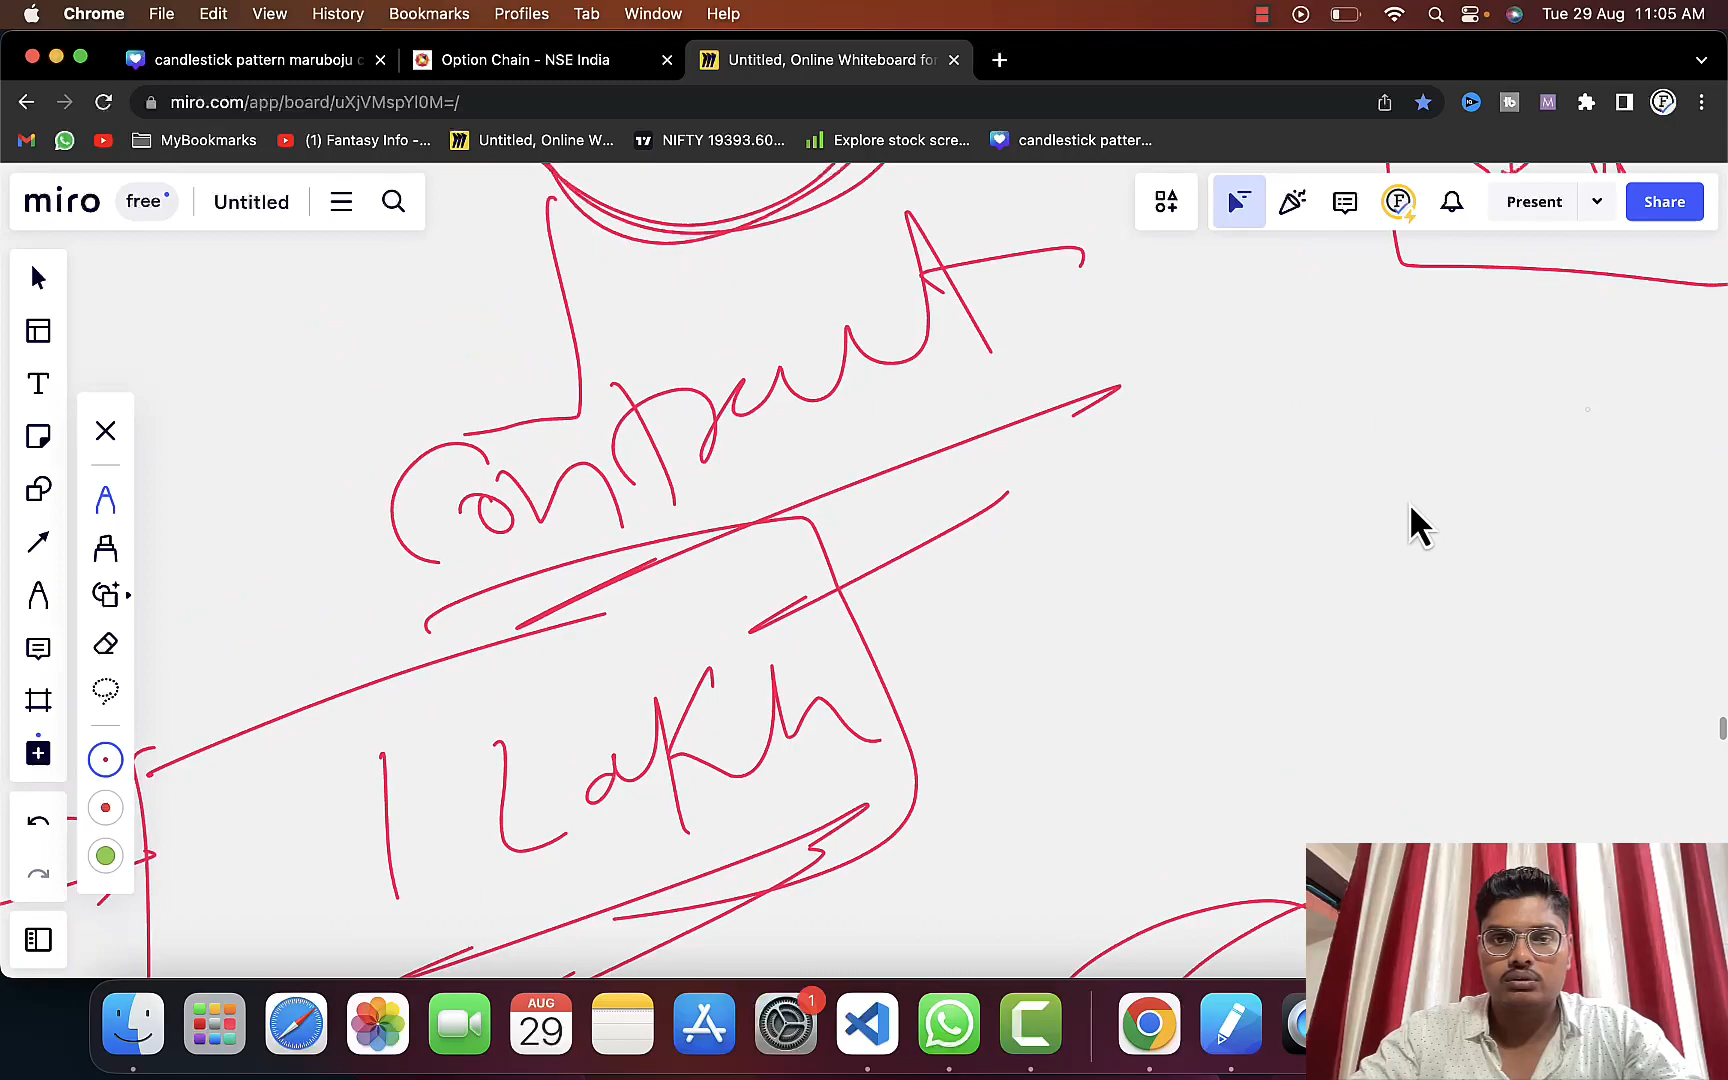 Chrome File Edit View History Bookmarks Profiles Tab Window Help Tue 29 Aug 11:05 AM
candlestick pattern maruboju c Option Chain - NSE India Untitled, Online Whiteboard for
miro.com/app/board/uXjVMspYl0M=/
MyBookmarks (1) Fantasy Info -... Untitled, Online W... NIFTY 19393.60... Explore stock scre... candlestick patter...
miro free Untitled Present Share
1 Lakh
AUG
29
1